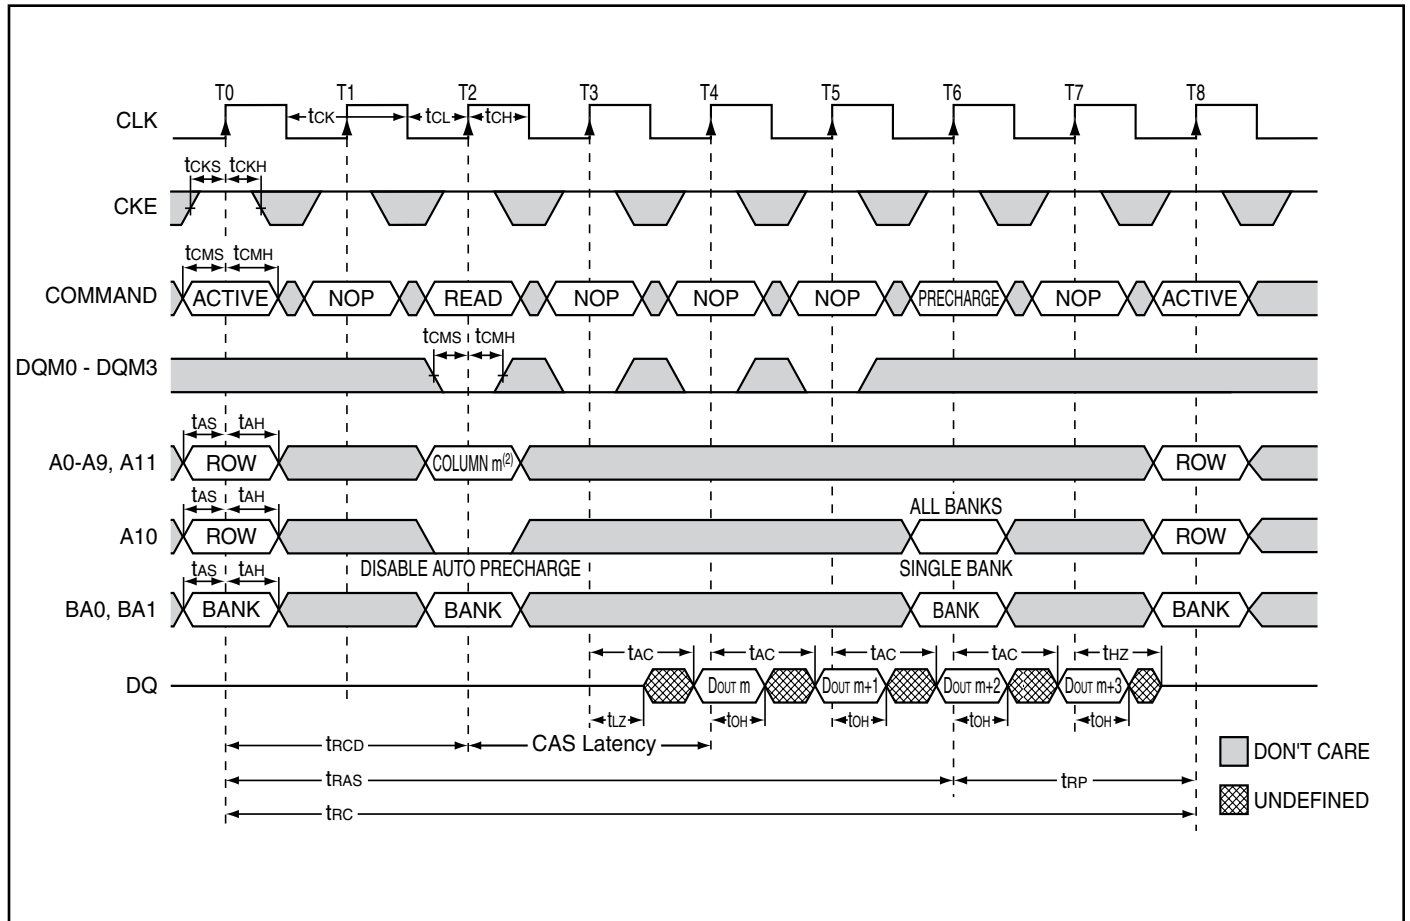 T0 T1 T2 T3 T4 T5 T6 T7 T8
CLK tCK tCL tCH
tCKS tCKH
CKE
tCMS tCMH
COMMAND ACTIVE NOP READ NOP NOP NOP PRECHARGE NOP ACTIVE
tCMS tCMH
DQM0 - DQM3
tAS tAH
A0-A9, A11 ROW COLUMN m(2) ROW
tAS tAH ALL BANKS
A10 ROW ROW
DISABLE AUTO PRECHARGE SINGLE BANK
tAS tAH
BA0, BA1 BANK BANK BANK BANK
tAC tAC tAC tAC tHZ
DQ DOUT m DOUT m+1 DOUT m+2 DOUT m+3
tLZ tOH tOH tOH tOH
tRCD CAS Latency
DON'T CARE
tRAS tRP
UNDEFINED
tRC